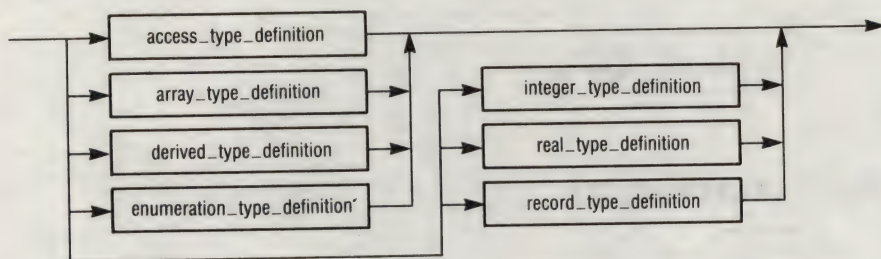 access_type_definition
array_type_definition
derived_type_definition
enumeration_type_definition
integer_type_definition
real_type_definition
record_type_definition